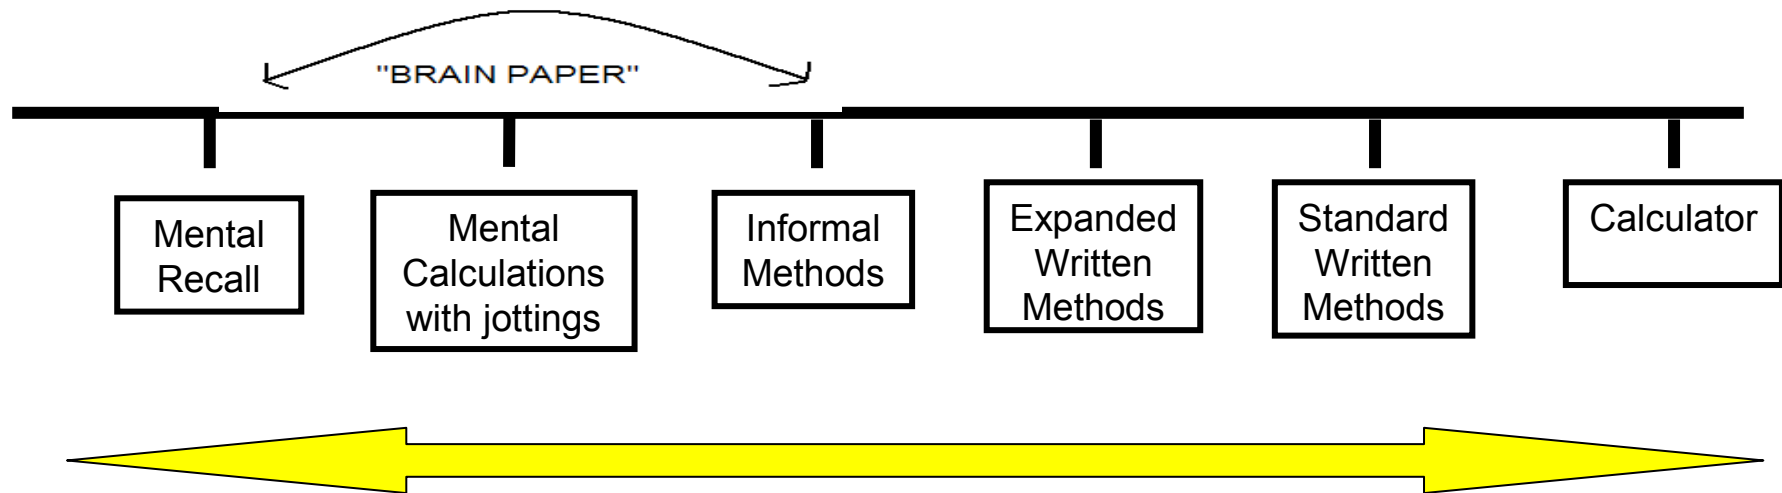 "BRAIN PAPER"
Mental
Recall
Mental
Calculations
with jottings
Informal
Methods
Expanded
Written
Methods
Standard
Written
Methods
Calculator